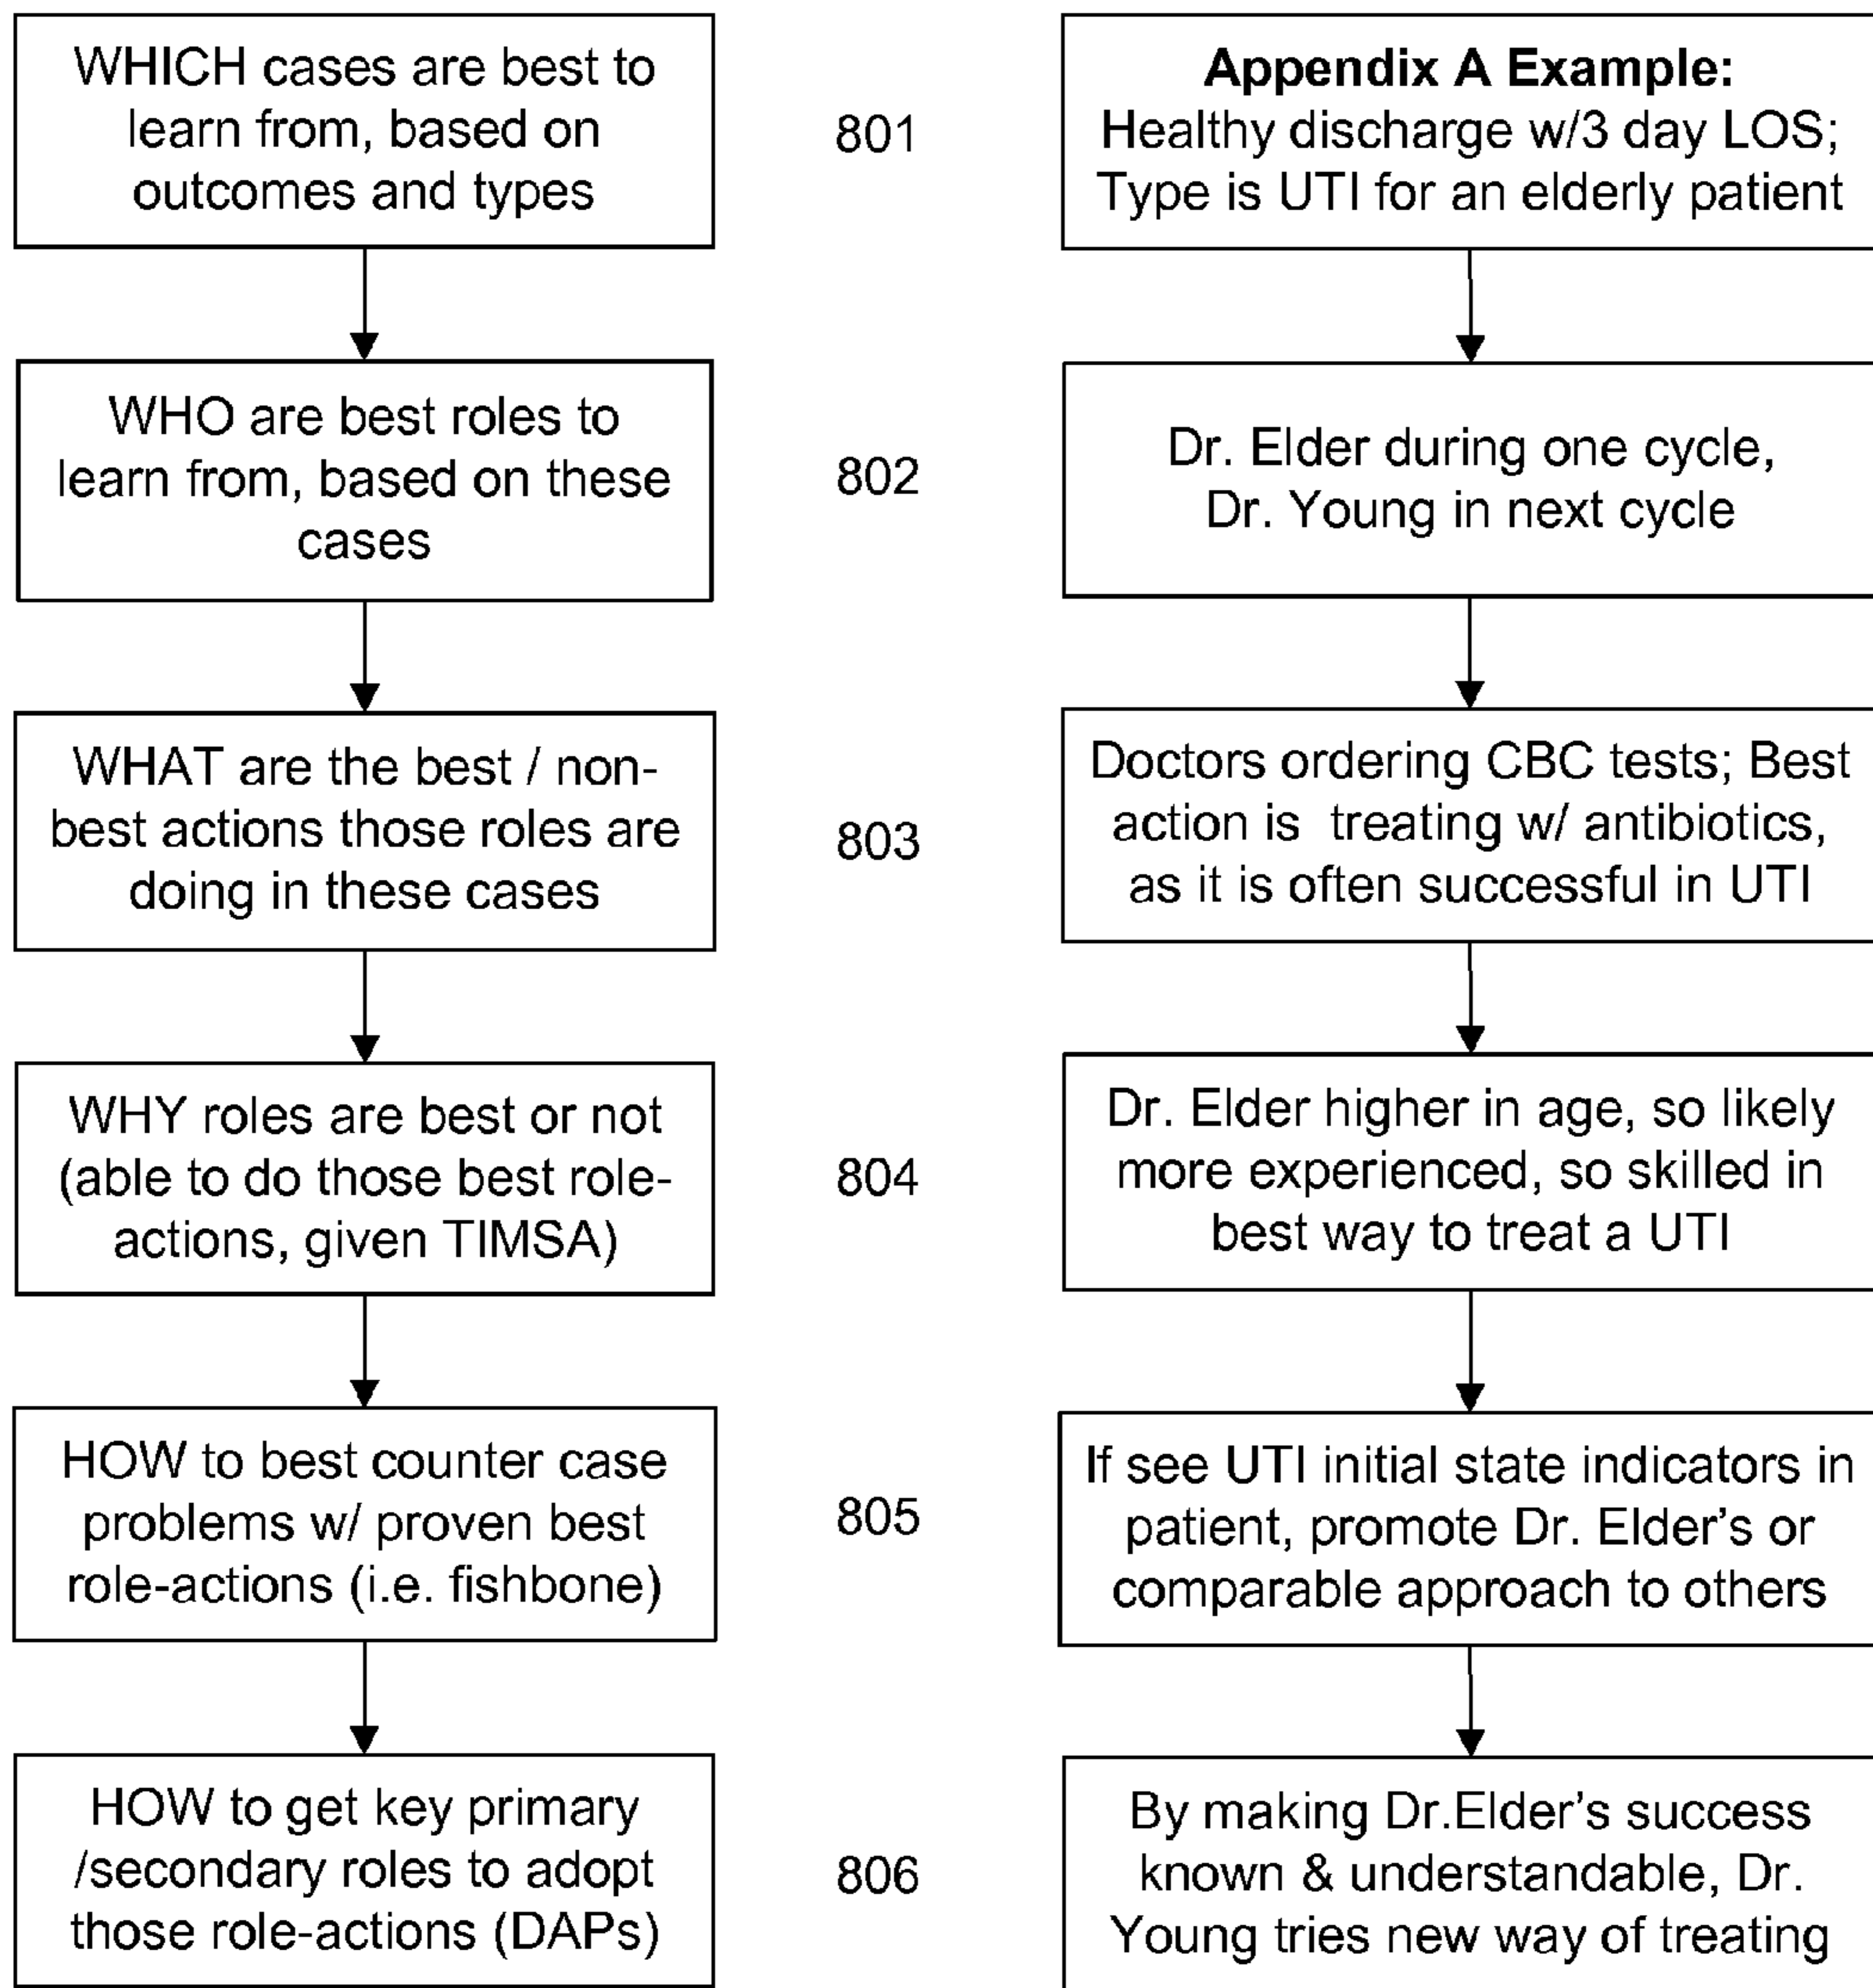 WHICH cases are best to
learn from, based on
outcomes and types
801
Appendix A Example:
Healthy discharge w/3 day LOS;
Type is UTI for an elderly patient
WHO are best roles to
learn from, based on these
cases
802
Dr. Elder during one cycle,
Dr. Young in next cycle
WHAT are the best / non-
best actions those roles are
doing in these cases
803
Doctors ordering CBC tests; Best
action is treating w/ antibiotics,
as it is often successful in UTI
WHY roles are best or not
(able to do those best role-
actions, given TIMSA)
804
Dr. Elder higher in age, so likely
more experienced, so skilled in
best way to treat a UTI
HOW to best counter case
problems w/ proven best
role-actions (i.e. fishbone)
805
If see UTI initial state indicators in
patient, promote Dr. Elder's or
comparable approach to others
HOW to get key primary
/secondary roles to adopt
those role-actions (DAPs)
806
By making Dr.Elder's success
known & understandable, Dr.
Young tries new way of treating